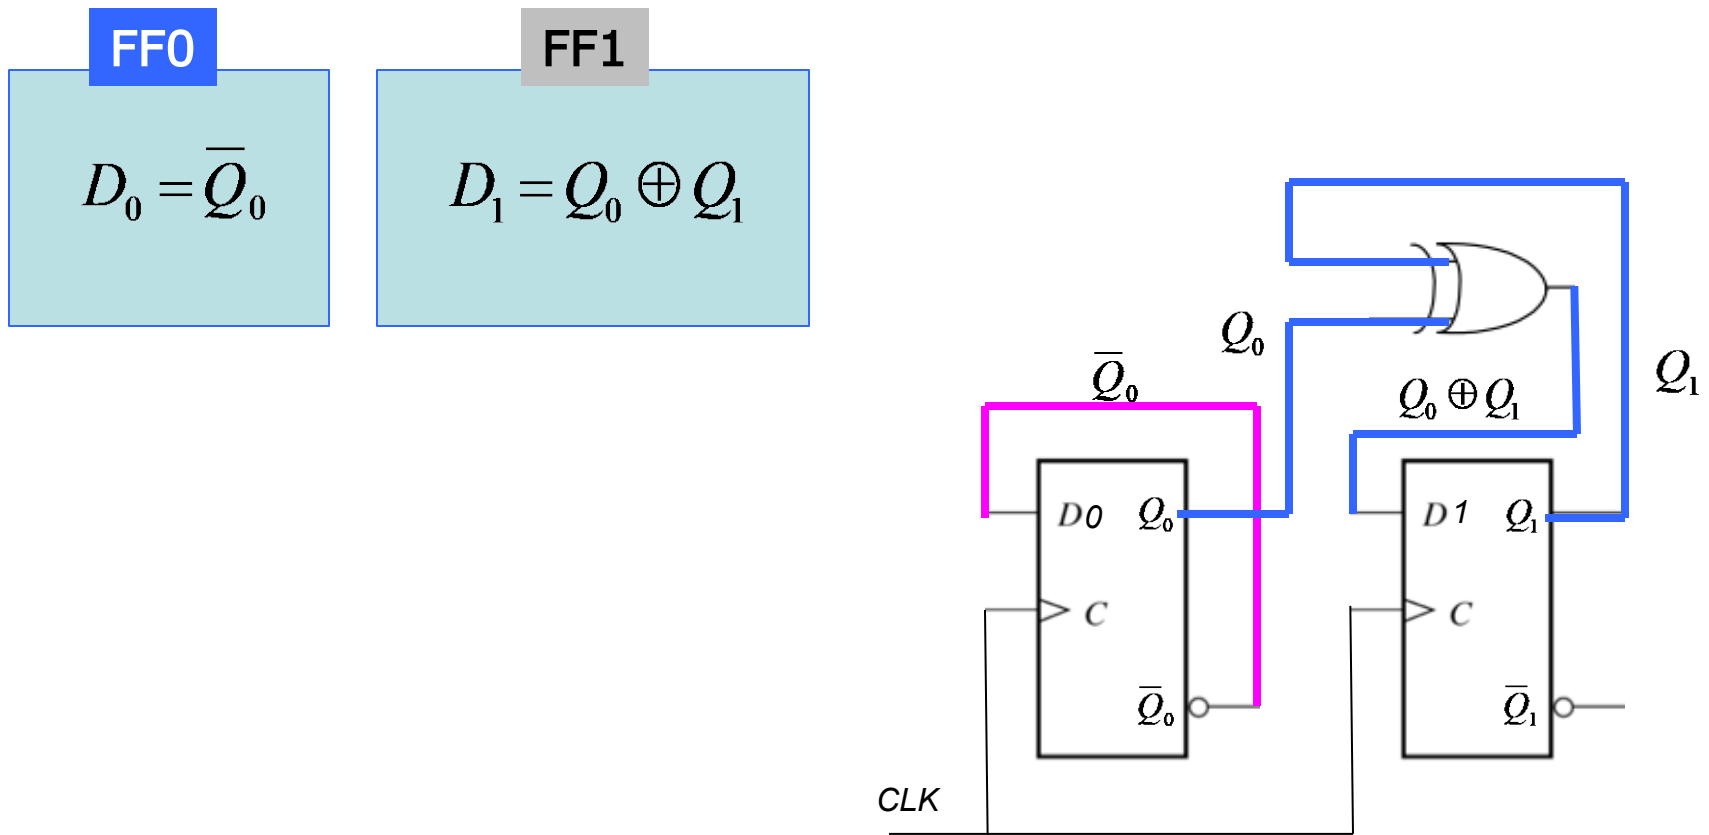 FF0
FF1
D₀ = Q̅₀
D₁ = Q₀ ⊕ Q₁
Q₀
Q̅₀
Q₁
Q₀ ⊕ Q₁
D0 Q₀
D1 Q₁
C
C
Q̅₀
Q̅₁
CLK